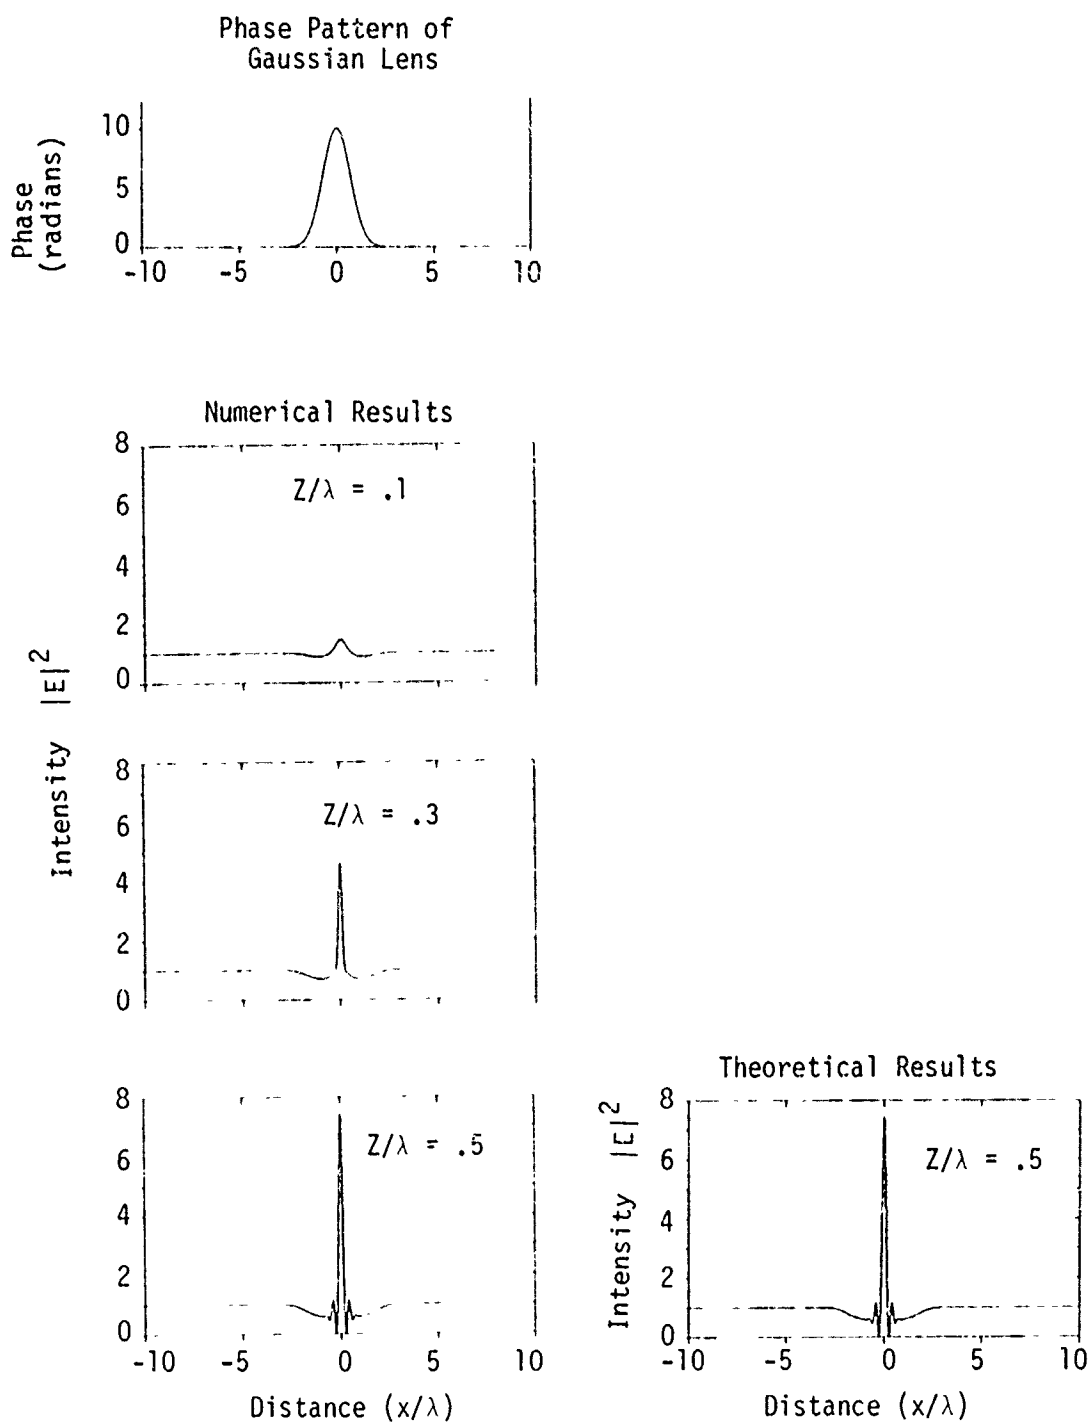 Phase Pattern of
Gaussian Lens
Phase
(radians)
10
5
0
-10 -5 0 5 10
Numerical Results
Intensity |E|²
8
6
4
2
0
Z/λ = .1
8
6
4
2
0
Z/λ = .3
8
6
4
2
0
Z/λ = .5
-10 -5 0 5 10
Distance (x/λ)
Theoretical Results
Intensity |E|²
8
6
4
2
0
Z/λ = .5
-10 -5 0 5 10
Distance (x/λ)